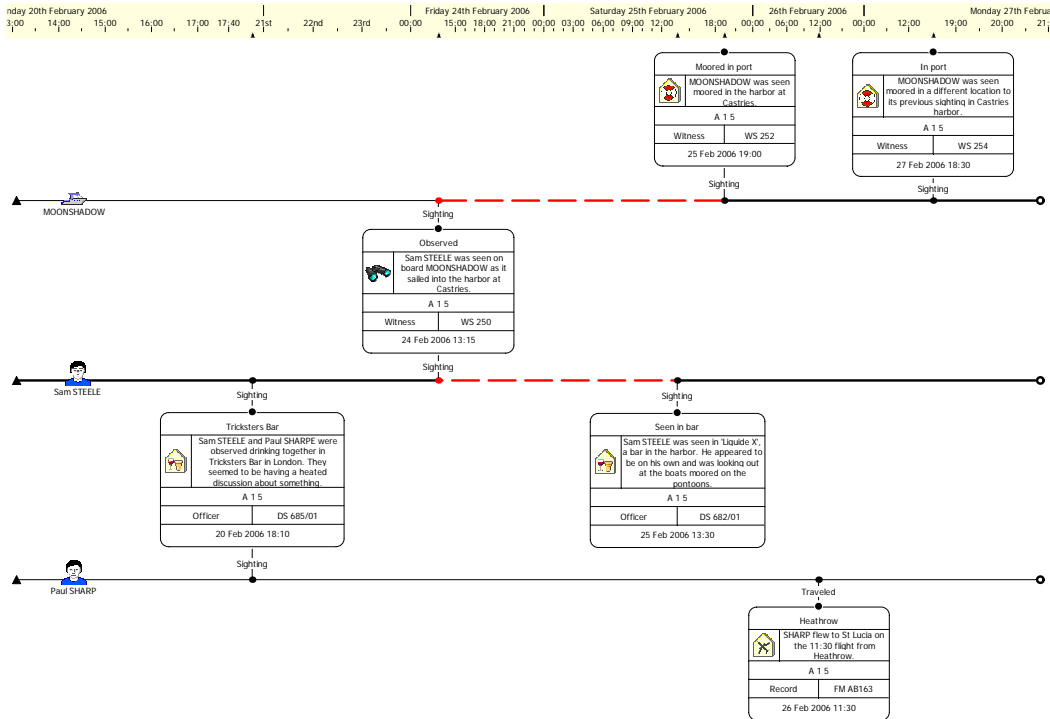 nday 20th February 2006
Friday 24th February 2006
Saturday 25th February 2006
26th February 2006
Monday 27th Februa
3:00 14:00 15:00 16:00 17:00 17:40 21st 22nd 23rd 00:00 15:00 18:00 21:00 00:00 03:00 06:00 09:00 12:00 18:00 00:00 06:00 12:00 00:00 12:00 19:00 20:00 21:
Moored in port
MOONSHADOW was seen
moored in the harbor at
Castries.
A 1 5
Witness WS 252
25 Feb 2006 19:00
Sighting
In port
MOONSHADOW was seen
moored in a different location to
its previous sighting in Castries
harbor.
A 1 5
Witness WS 254
27 Feb 2006 18:30
Sighting
MOONSHADOW
Sighting
Observed
Sam STEELE was seen on
board MOONSHADOW as it
sailed into the harbor at
Castries.
A 1 5
Witness WS 250
24 Feb 2006 13:15
Sighting
Sam STEELE
Sighting
Tricksters Bar
Sam STEELE and Paul SHARPE were
observed drinking together in
Tricksters Bar in London. They
seemed to be having a heated
discussion about something.
A 1 5
Officer DS 685/01
20 Feb 2006 18:10
Sighting
Sighting
Seen in bar
Sam STEELE was seen in 'Liquide X',
a bar in the harbor. He appeared to
be on his own and was looking out
at the boats moored on the
pontoons.
A 1 5
Officer DS 682/01
25 Feb 2006 13:30
Paul SHARP
Traveled
Heathrow
SHARP flew to St Lucia on
the 11:30 flight from
Heathrow.
A 1 5
Record FM AB163
26 Feb 2006 11:30